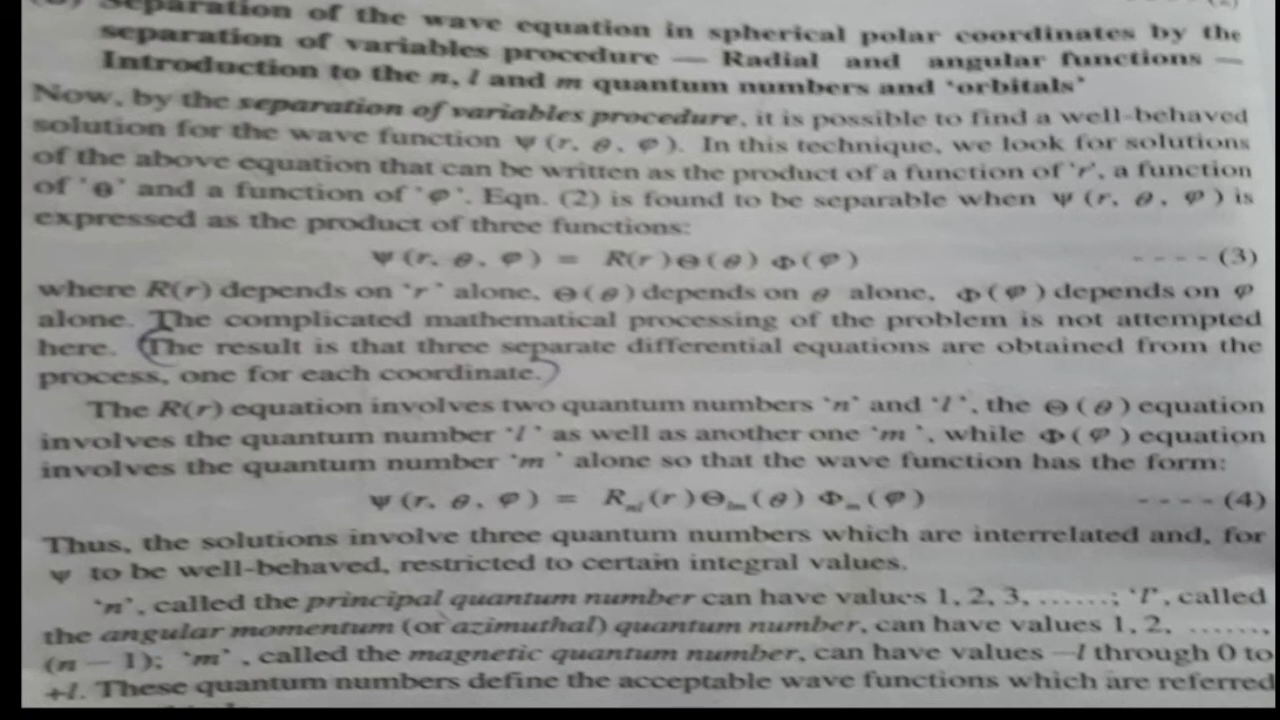 ---- (2)
Separation of the wave equation in spherical polar coordinates by the
separation of variables procedure — Radial and angular functions —
Introduction to the n, l and m quantum numbers and 'orbitals'
Now, by the separation of variables procedure, it is possible to find a well-behaved
solution for the wave function ψ (r, θ, φ). In this technique, we look for solutions
of the above equation that can be written as the product of a function of 'r', a function
of 'θ' and a function of 'φ'. Eqn. (2) is found to be separable when ψ (r, θ, φ) is
expressed as the product of three functions:
ψ (r, θ, φ) = R(r)Θ(θ) Φ(φ) ---- (3)
where R(r) depends on 'r' alone, Θ(θ) depends on θ alone, Φ(φ) depends on φ
alone. The complicated mathematical processing of the problem is not attempted
here. (The result is that three separate differential equations are obtained from the
process, one for each coordinate.)
The R(r) equation involves two quantum numbers 'n' and 'l', the Θ(θ) equation
involves the quantum number 'l' as well as another one 'm', while Φ(φ) equation
involves the quantum number 'm' alone so that the wave function has the form:
ψ (r, θ, φ) = Rₙₗ(r)Θₗₘ(θ) Φₘ(φ) ---- (4)
Thus, the solutions involve three quantum numbers which are interrelated and, for
ψ to be well-behaved, restricted to certain integral values.
'n', called the principal quantum number can have values 1, 2, 3, ......; 'l', called
the angular momentum (or azimuthal) quantum number, can have values 1, 2, ......,
(n – 1); 'm', called the magnetic quantum number, can have values –l through 0 to
+l. These quantum numbers define the acceptable wave functions which are referred